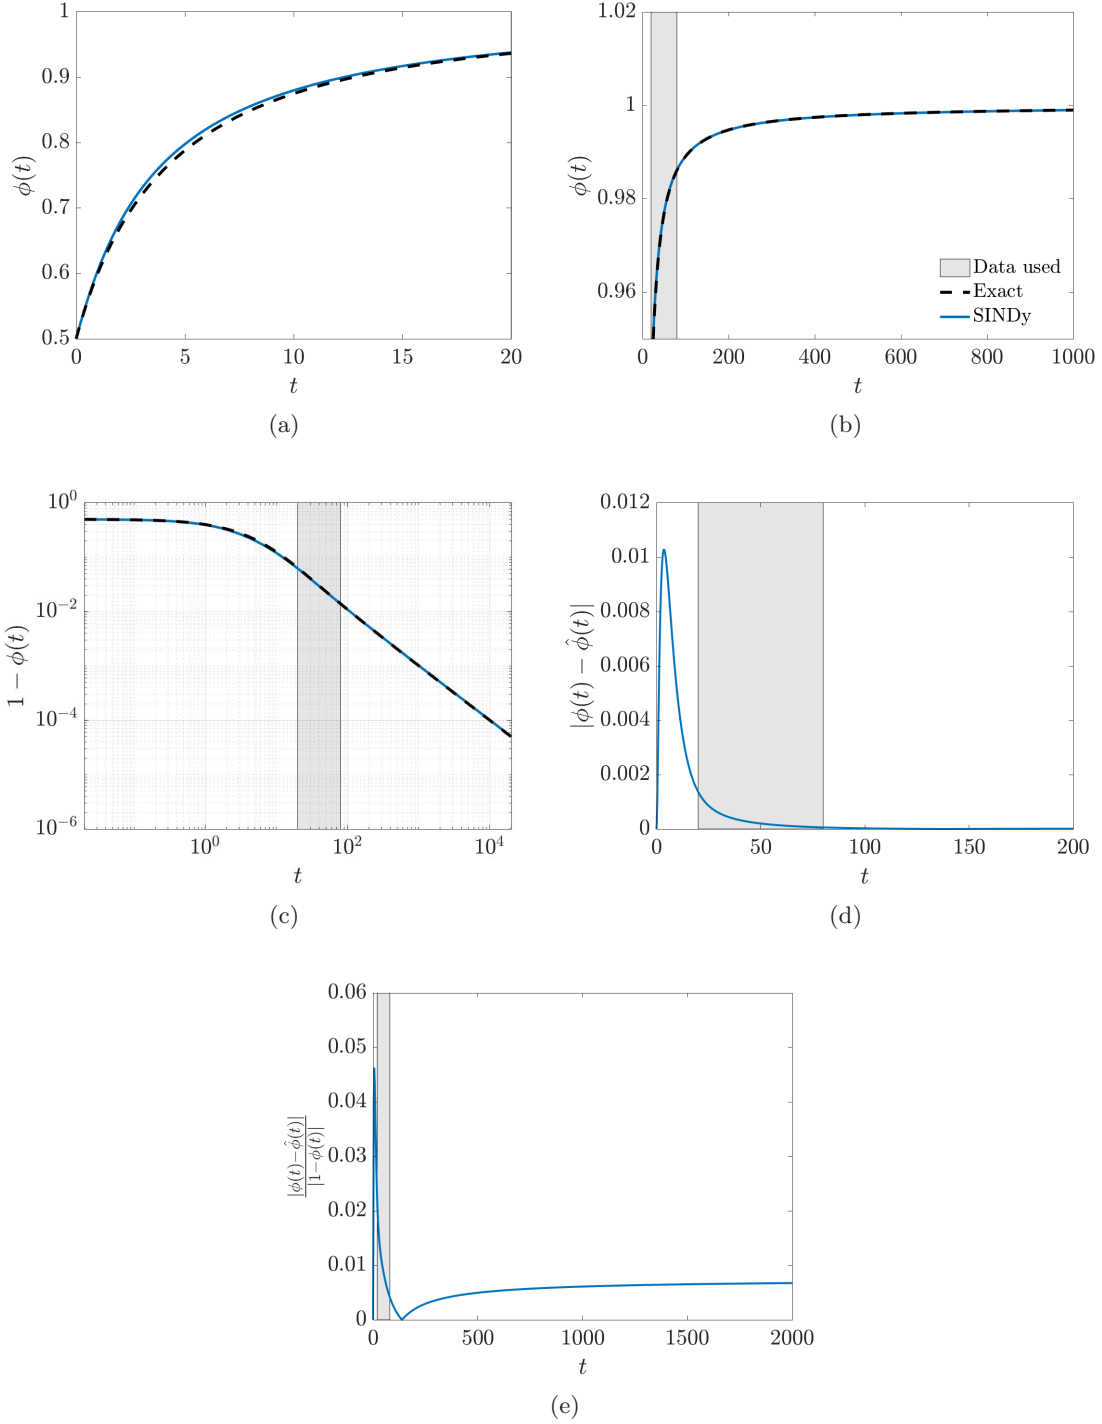 1
0.9
0.8
0.7
0.6
0.5
0 5 10 15 20
t
ϕ(t)
(a)
1.02
1
0.98
0.96
0 200 400 600 800 1000
t
ϕ(t)
Data used
Exact
SINDy
(b)
10^0
10^-2
10^-4
10^-6
10^0 10^2 10^4
t
1 − ϕ(t)
(c)
0.012
0.01
0.008
0.006
0.004
0.002
0
0 50 100 150 200
t
|ϕ(t) − ϕ̂(t)|
(d)
0.06
0.05
0.04
0.03
0.02
0.01
0
0 500 1000 1500 2000
t
|ϕ(t)−ϕ̂(t)|
|1−ϕ(t)|
(e)